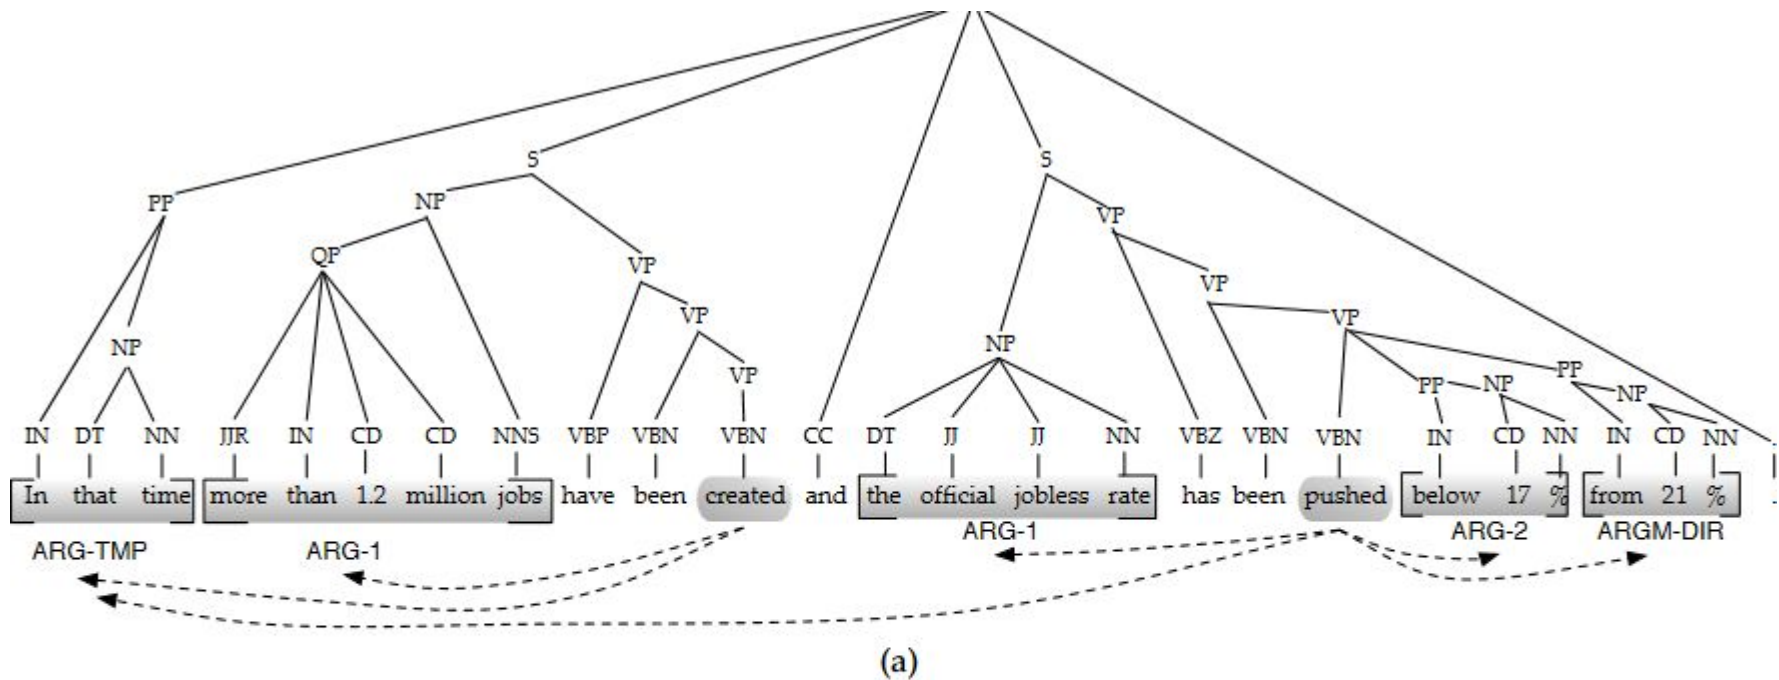 S S
PP NP VP
QP VP VP
VP VP
NP NP VP PP
PP NP NP
IN DT NN JJR IN CD CD NNS VBP VBN VBN CC DT JJ JJ NN VBZ VBN VBN IN CD NN IN CD NN .
In that time more than 1.2 million jobs have been created and the official jobless rate has been pushed below 17 % from 21 % .
ARG-TMP ARG-1 ARG-1 ARG-2 ARGM-DIR
(a)